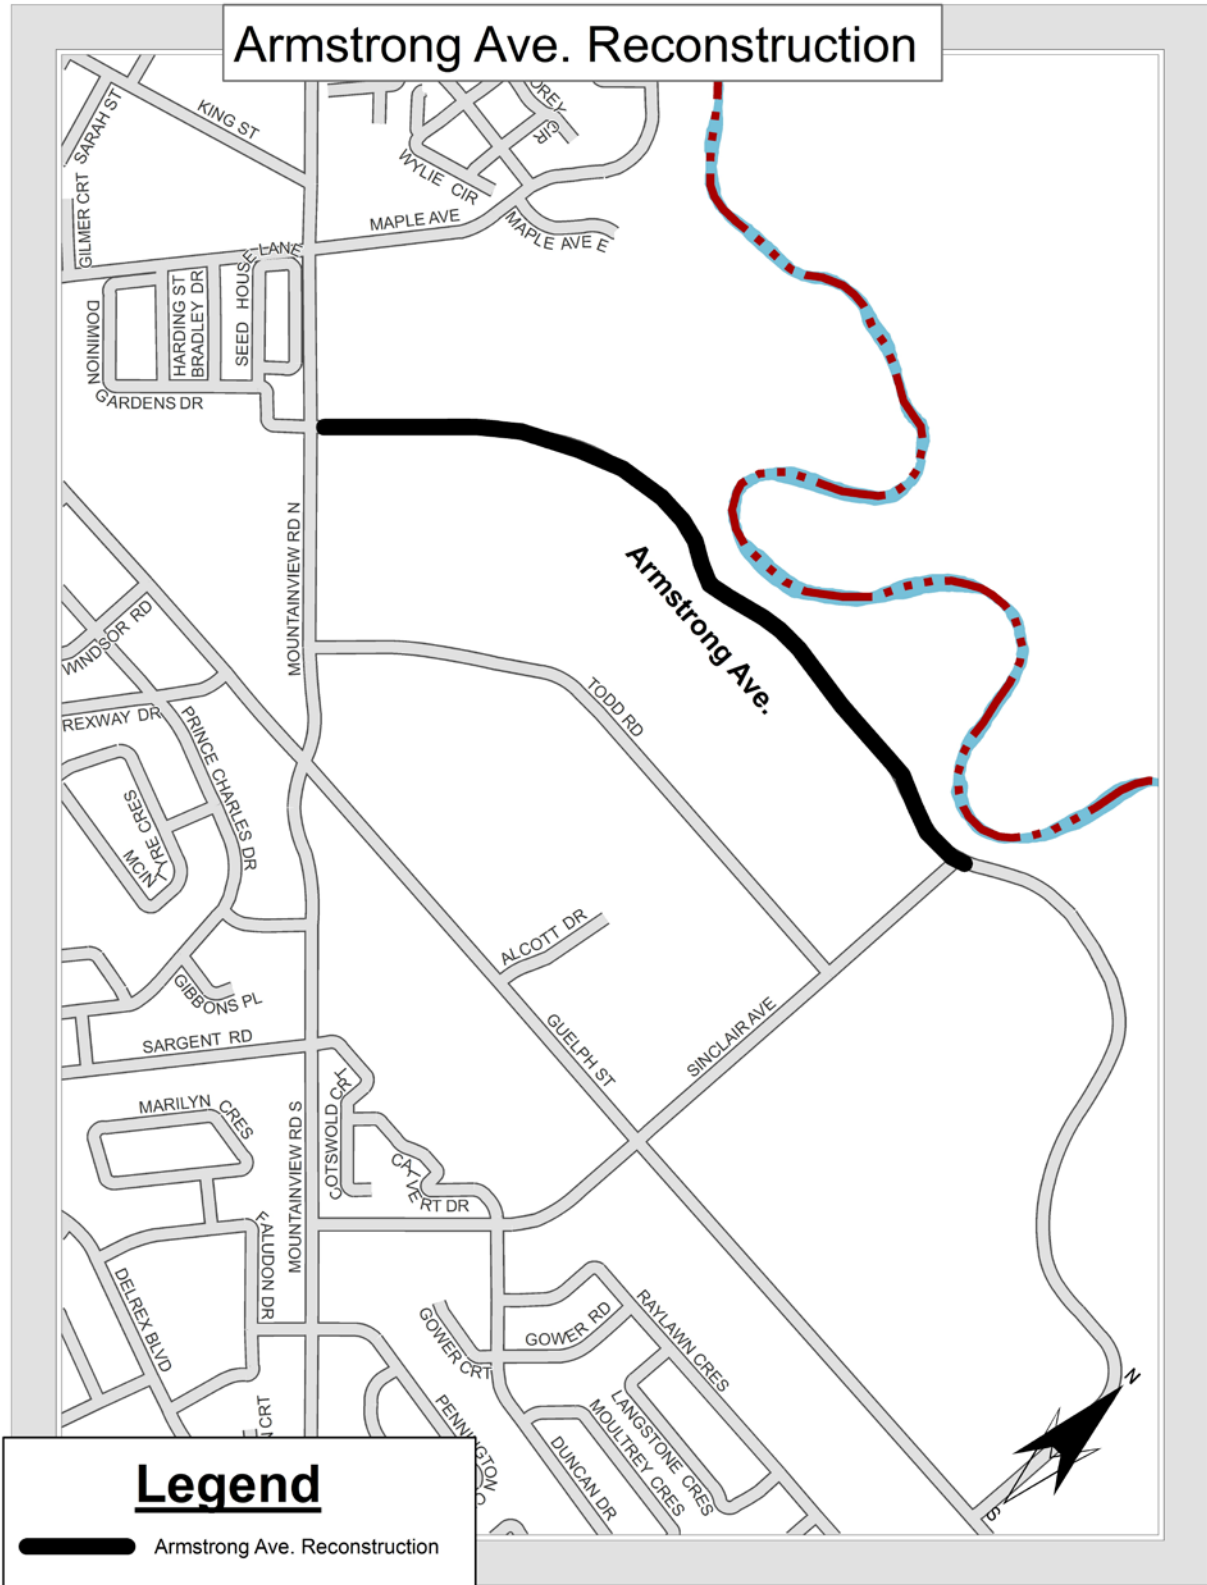 Armstrong Ave. Reconstruction
KING ST
SARAH ST
GILMER CRT
OREY CIR
WYLIE CIR
MAPLE AVE
MAPLE AVE E
SEED HOUSE LANE
HARDING ST
BRADLEY DR
DOMINION
GARDENS DR
MOUNTAINVIEW RD N
Armstrong Ave.
WINDSOR RD
REXWAY DR
PRINCE CHARLES DR
TODD RD
MCINTYRE CRES
ALCOTT DR
GIBBONS PL
GUELPH ST
SINCLAIR AVE
SARGENT RD
MARILYN CRES
MOUNTAINVIEW RD S
COTSWOLD CRT
CALVERT DR
FALUDON DR
DELREX BLVD
GOWER RD
GOWER CRT
RAYLAWN CRES
LANGSTONE CRES
MOULTREY CRES
DUNCAN DR
PENNINGTON
CRT
N
S
Legend
Armstrong Ave. Reconstruction